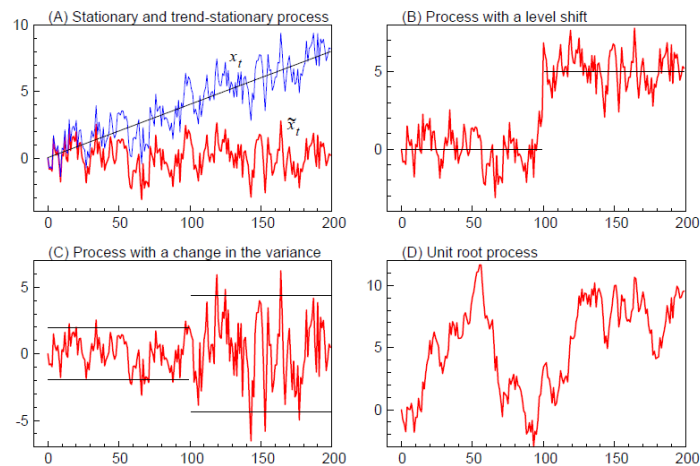 (A) Stationary and trend-stationary process
10
5
0
x_t
x̃_t
0 50 100 150 200
(B) Process with a level shift
5
0
0 50 100 150 200
(C) Process with a change in the variance
5
0
-5
0 50 100 150 200
(D) Unit root process
10
5
0
0 50 100 150 200